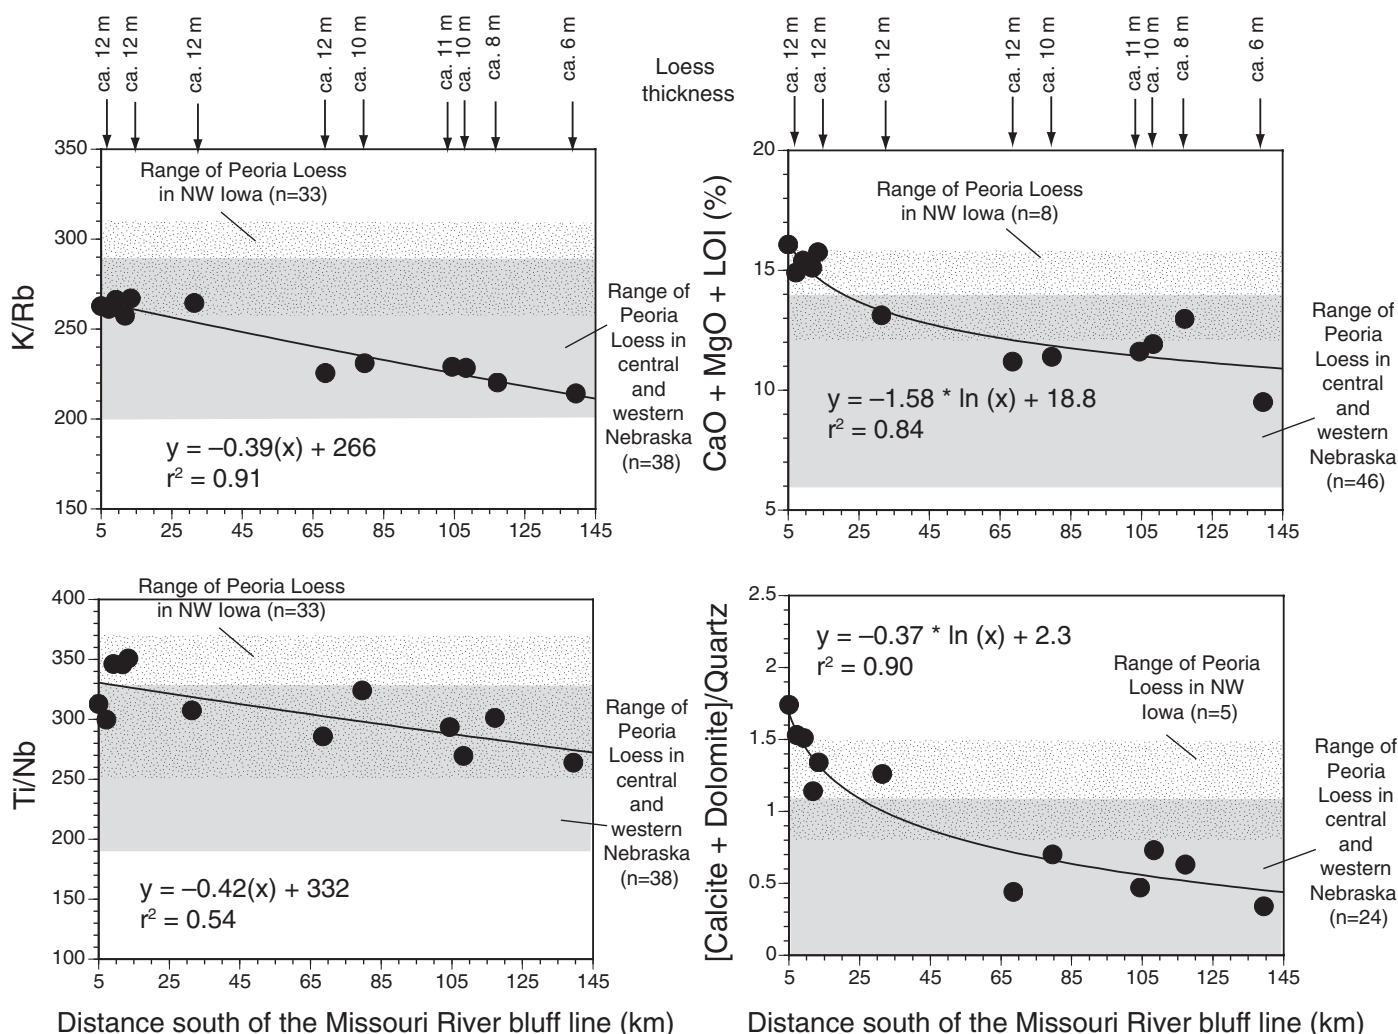 ca. 12 m
ca. 12 m
ca. 12 m
ca. 12 m
ca. 10 m
ca. 11 m
ca. 10 m
ca. 8 m
ca. 6 m
Loess
thickness
ca. 12 m
ca. 12 m
ca. 12 m
ca. 12 m
ca. 10 m
ca. 11 m
ca. 10 m
ca. 8 m
ca. 6 m
K/Rb
350
300
250
200
150
Range of Peoria Loess
in NW Iowa (n=33)
Range of
Peoria
Loess in
central
and
western
Nebraska
(n=38)
y = –0.39(x) + 266
r² = 0.91
5 25 45 65 85 105 125 145
CaO + MgO + LOI (%)
20
15
10
5
Range of Peoria Loess
in NW Iowa (n=8)
Range of
Peoria
Loess in
central
and
western
Nebraska
(n=46)
y = –1.58 * ln (x) + 18.8
r² = 0.84
5 25 45 65 85 105 125 145
Ti/Nb
400
350
300
250
200
150
100
Range of Peoria Loess
in NW Iowa (n=33)
Range of
Peoria
Loess in
central
and
western
Nebraska
(n=38)
y = –0.42(x) + 332
r² = 0.54
5 25 45 65 85 105 125 145
Distance south of the Missouri River bluff line (km)
[Calcite + Dolomite]/Quartz
2.5
2
1.5
1
0.5
0
y = –0.37 * ln (x) + 2.3
r² = 0.90
Range of Peoria
Loess in NW
Iowa (n=5)
Range of
Peoria
Loess in
central
and
western
Nebraska
(n=24)
5 25 45 65 85 105 125 145
Distance south of the Missouri River bluff line (km)